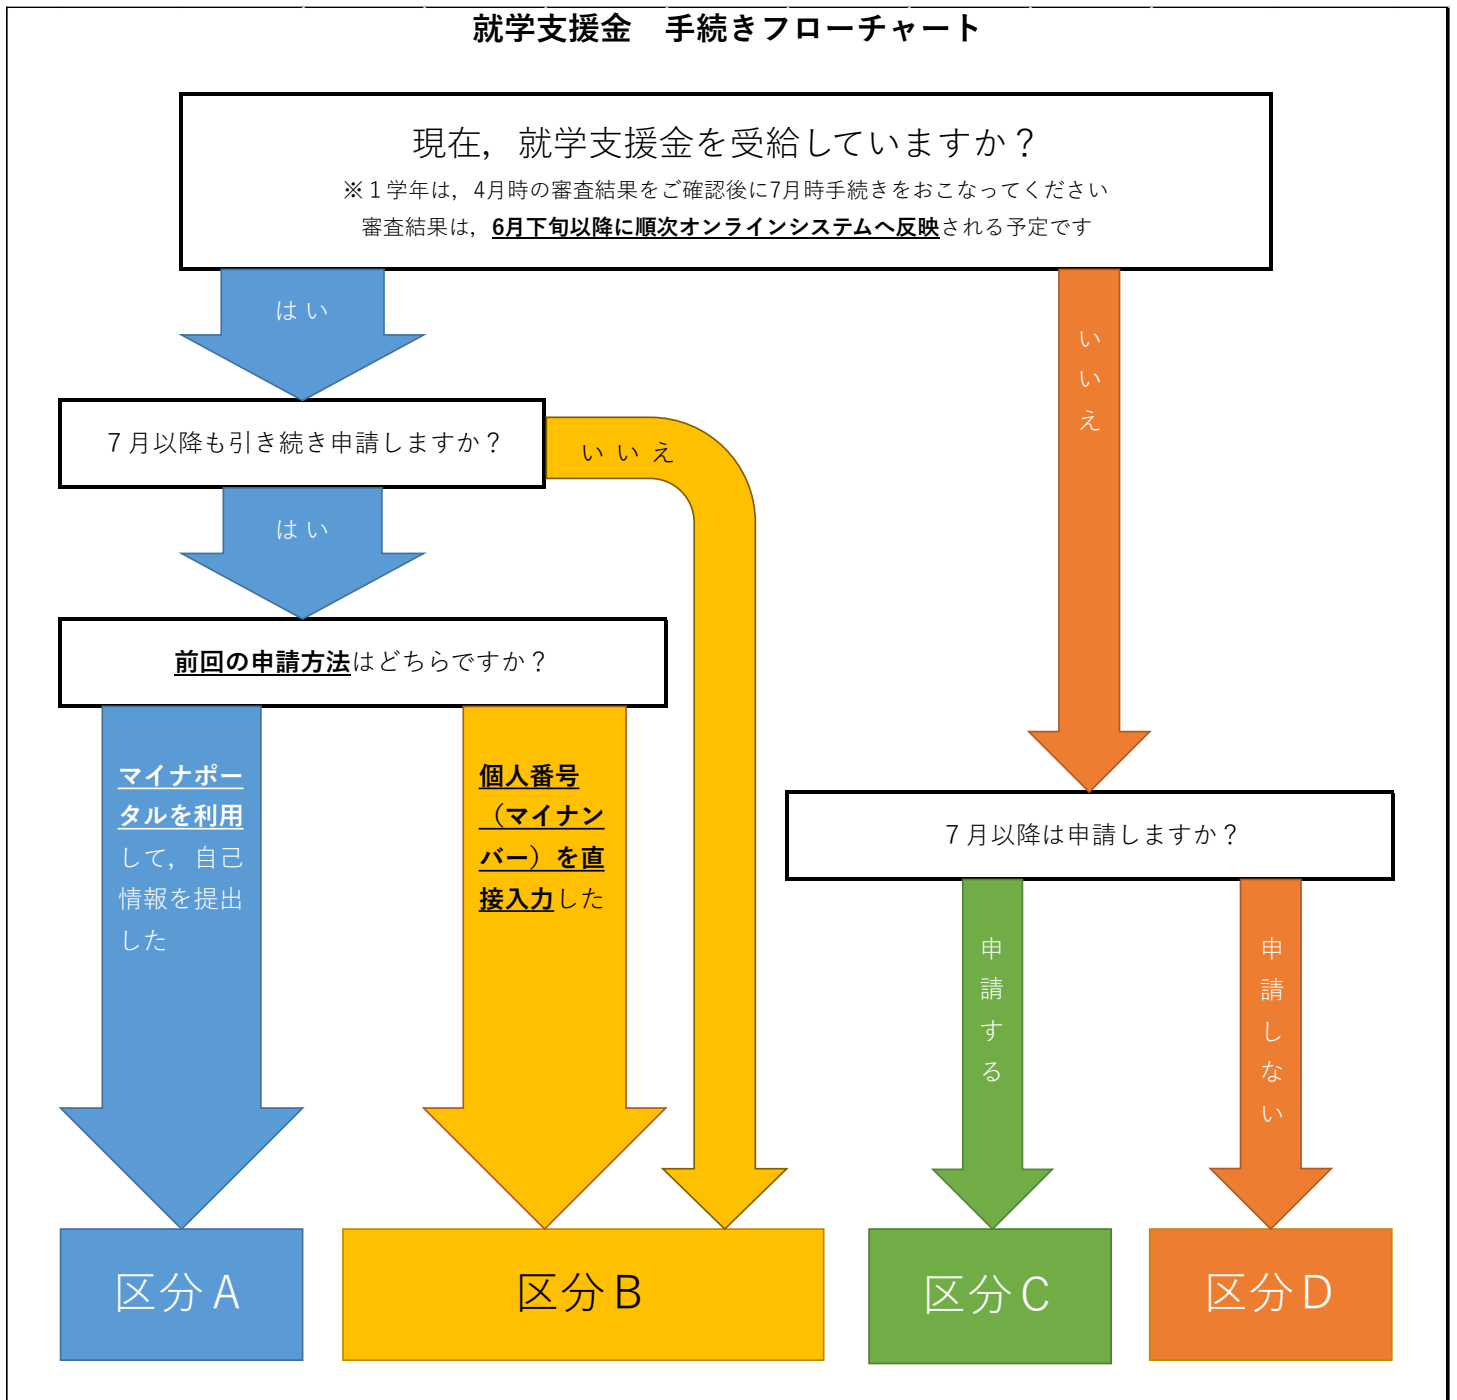 就学支援金　手続きフローチャート
現在，就学支援金を受給していますか？
※１学年は，4月時の審査結果をご確認後に7月時手続きをおこなってください
審査結果は，6月下旬以降に順次オンラインシステムへ反映される予定です
はい
いいえ
７月以降も引き続き申請しますか？
いいえ
はい
前回の申請方法はどちらですか？
マイナポー
タルを利用
して，自己
情報を提出
した
個人番号
（マイナン
バー）を直
接入力した
７月以降は申請しますか？
申請する
申請しない
区分Ａ
区分Ｂ
区分Ｃ
区分Ｄ